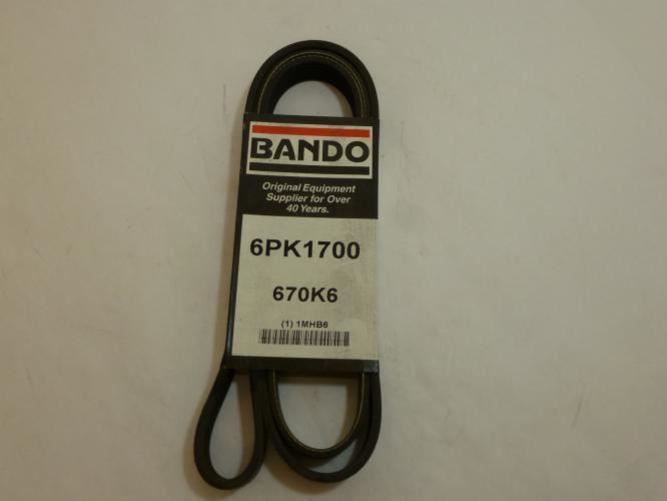 BANDO
Original Equipment
Supplier for Over
40 Years.
6PK1700
670K6
(1) 1MHB6